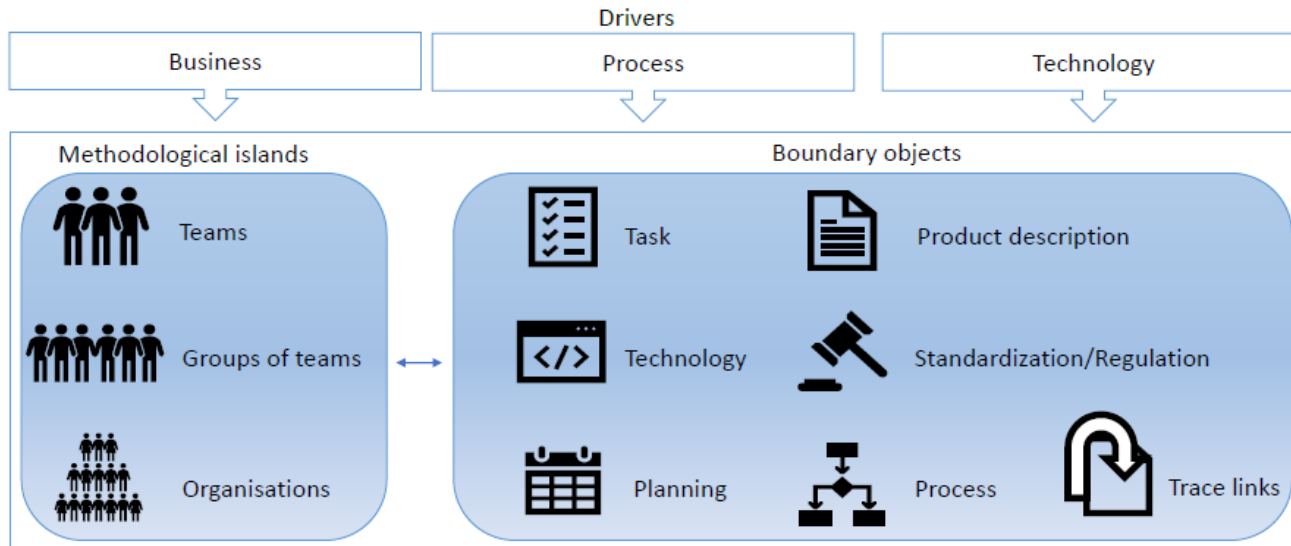 Drivers
Business
Process
Technology
Methodological islands
Boundary objects
Teams
Task
Product description
Groups of teams
</>
Technology
Standardization/Regulation
Organisations
Planning
Process
Trace links